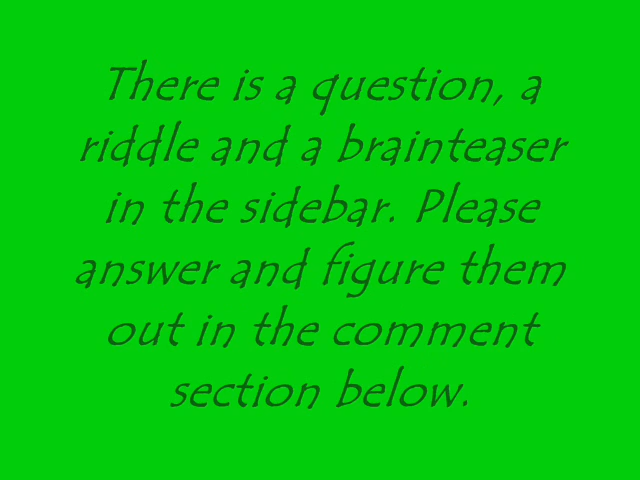 There is a question, a
riddle and a brainteaser
in the sidebar. Please
answer and figure them
out in the comment
section below.